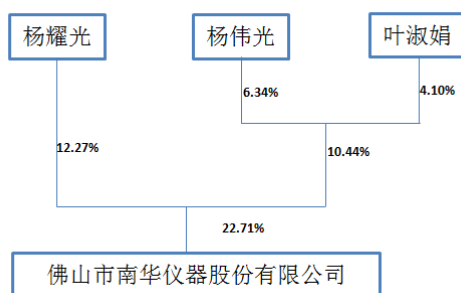 杨耀光 杨伟光 叶淑娟
6.34% 4.10%
12.27% 10.44%
22.71%
佛山市南华仪器股份有限公司